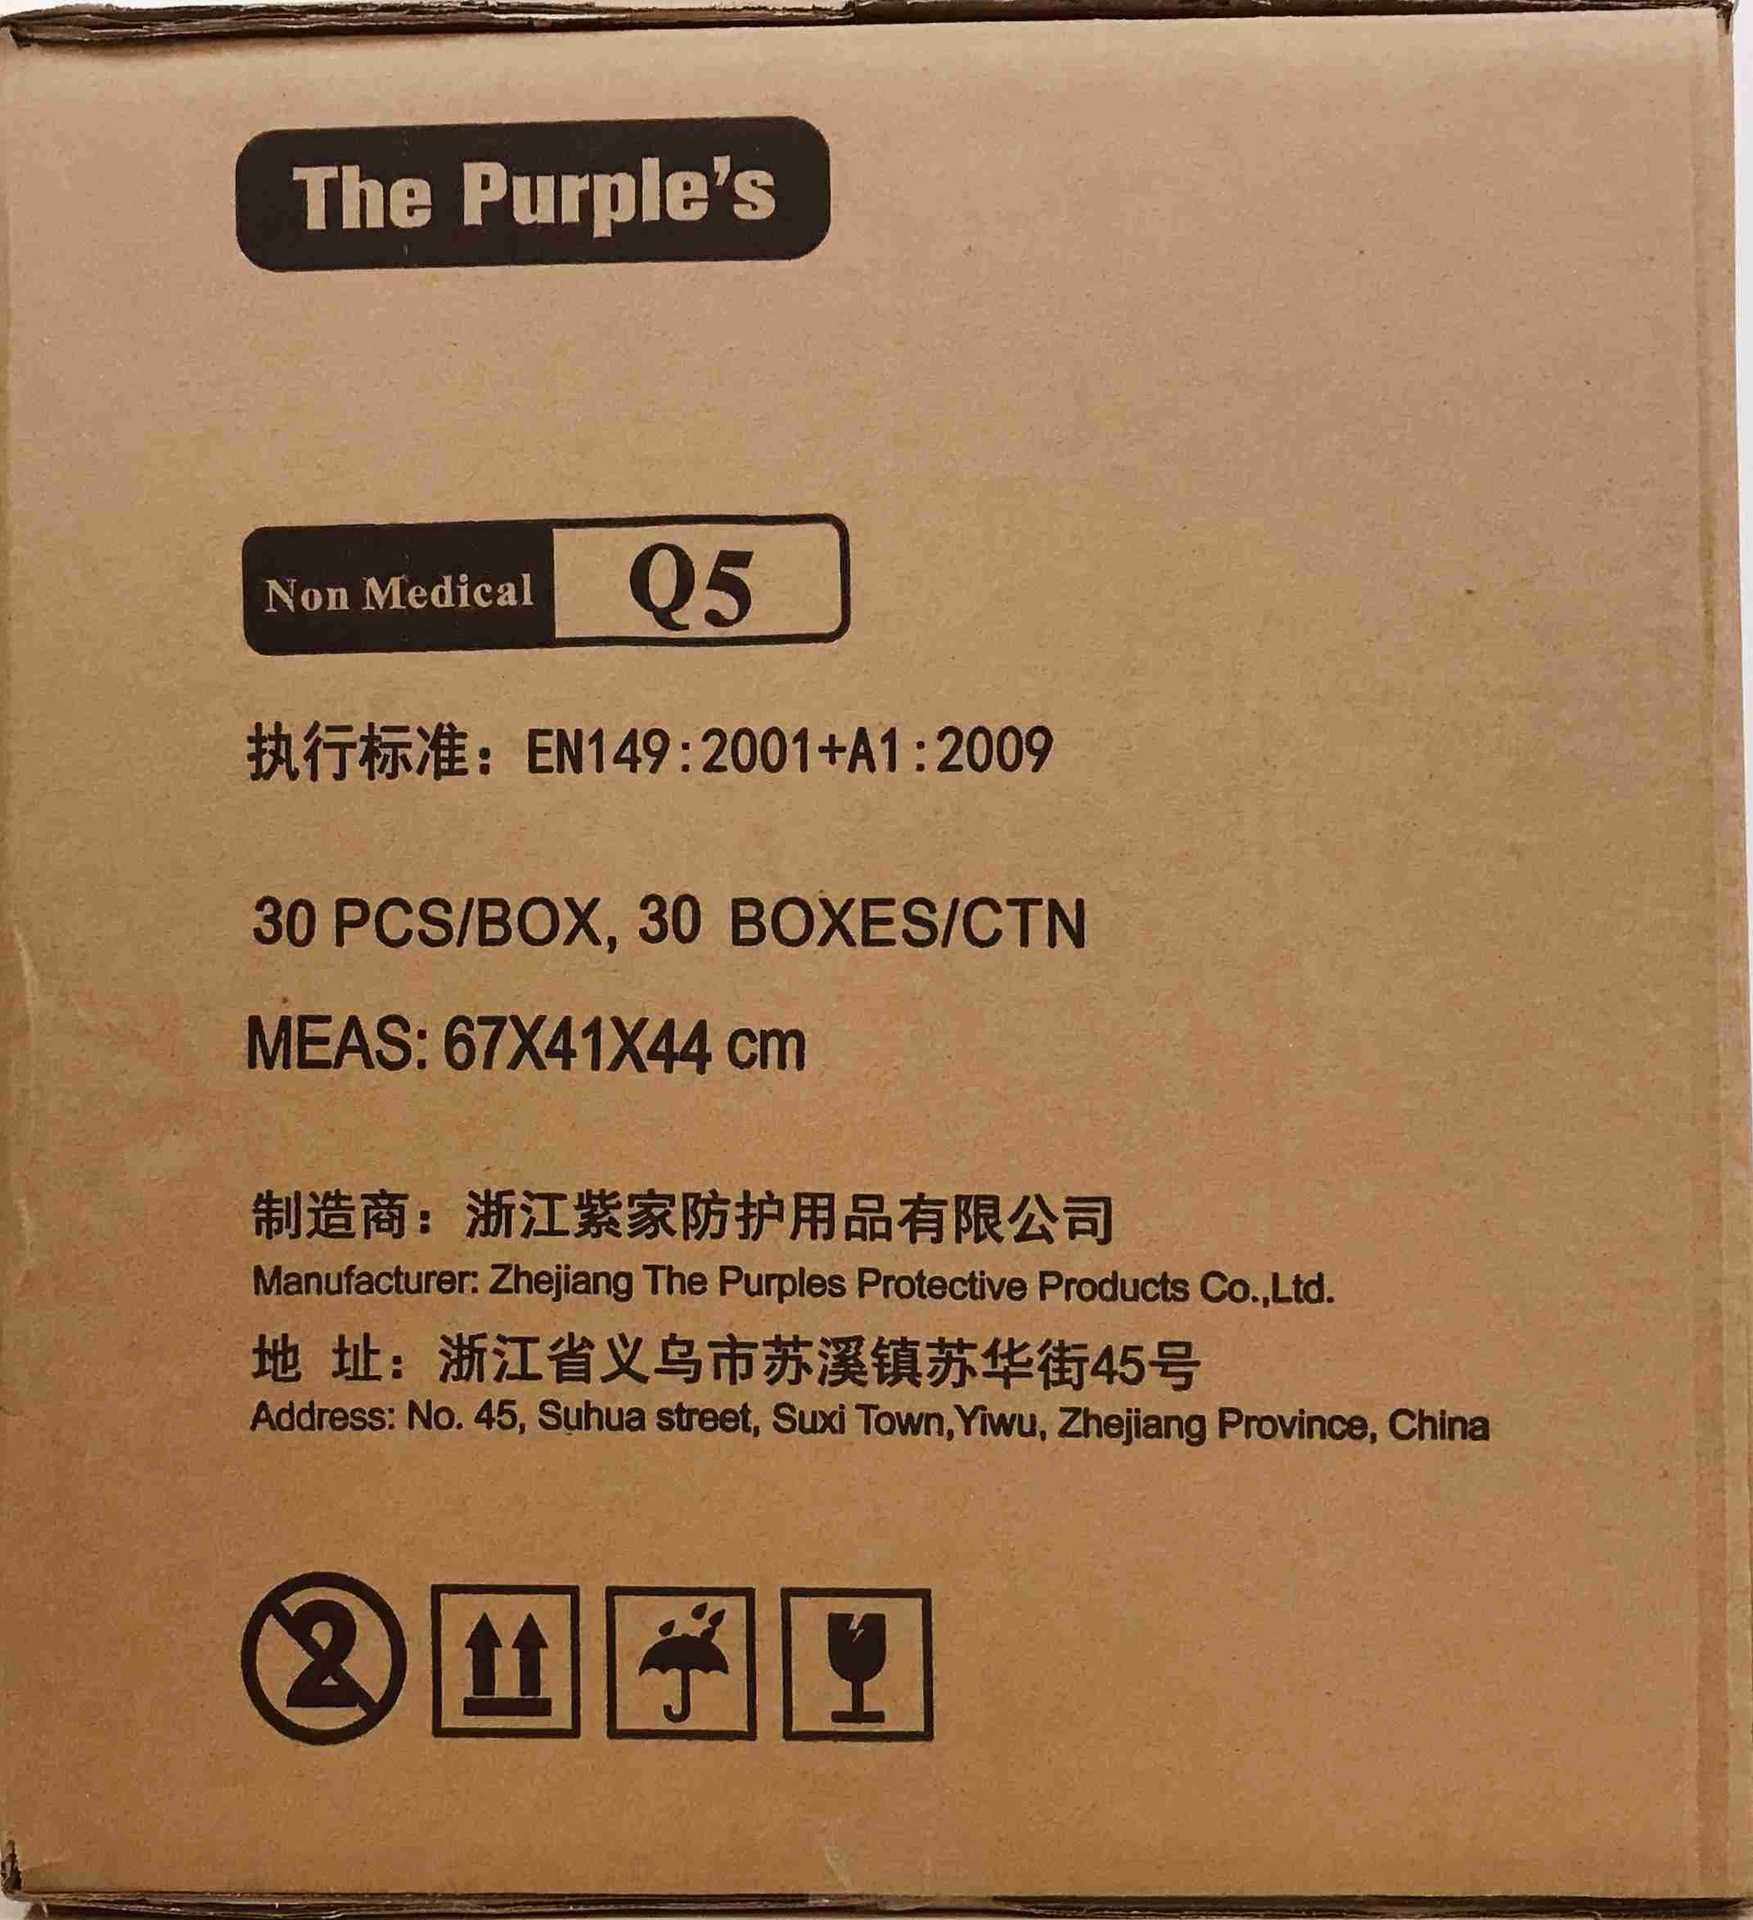 The Purple's
Non Medical Q5
执行标准：EN149:2001+A1:2009
30 PCS/BOX, 30 BOXES/CTN
MEAS: 67X41X44 cm
制造商：浙江紫家防护用品有限公司
Manufacturer: Zhejiang The Purples Protective Products Co.,Ltd.
地 址：浙江省义乌市苏溪镇苏华街45号
Address: No. 45, Suhua street, Suxi Town,Yiwu, Zhejiang Province, China
2